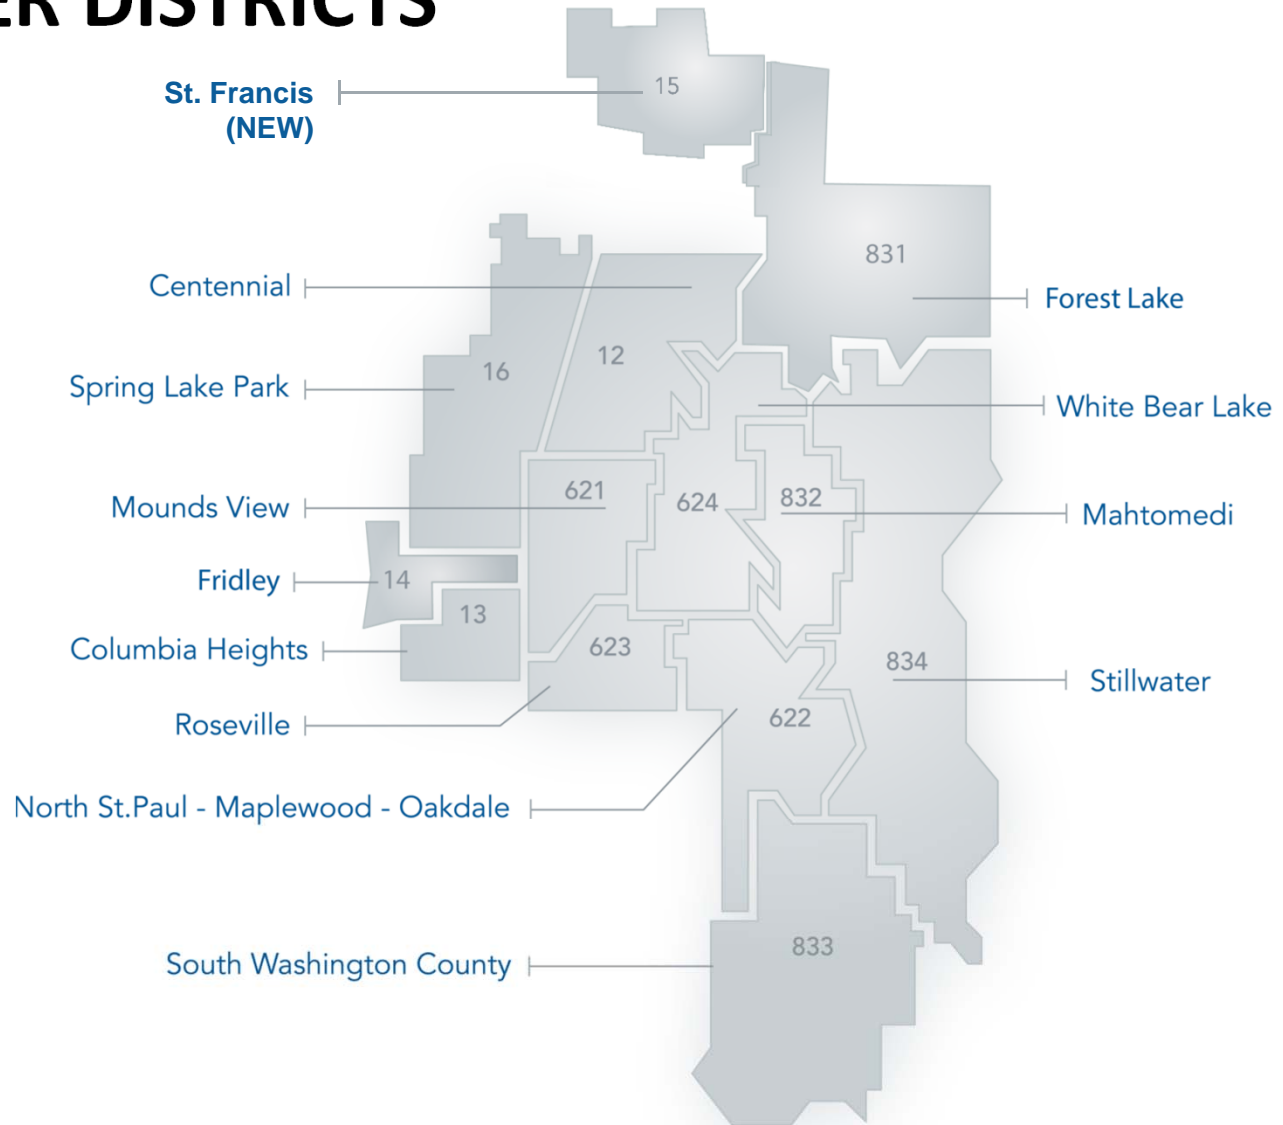 ER DISTRICTS
St. Francis
(NEW)
15
831
Centennial
Forest Lake
12
16
Spring Lake Park
White Bear Lake
621
624
832
Mounds View
Mahtomedi
Fridley
14
13
Columbia Heights
623
834
Stillwater
Roseville
622
North St.Paul - Maplewood - Oakdale
833
South Washington County